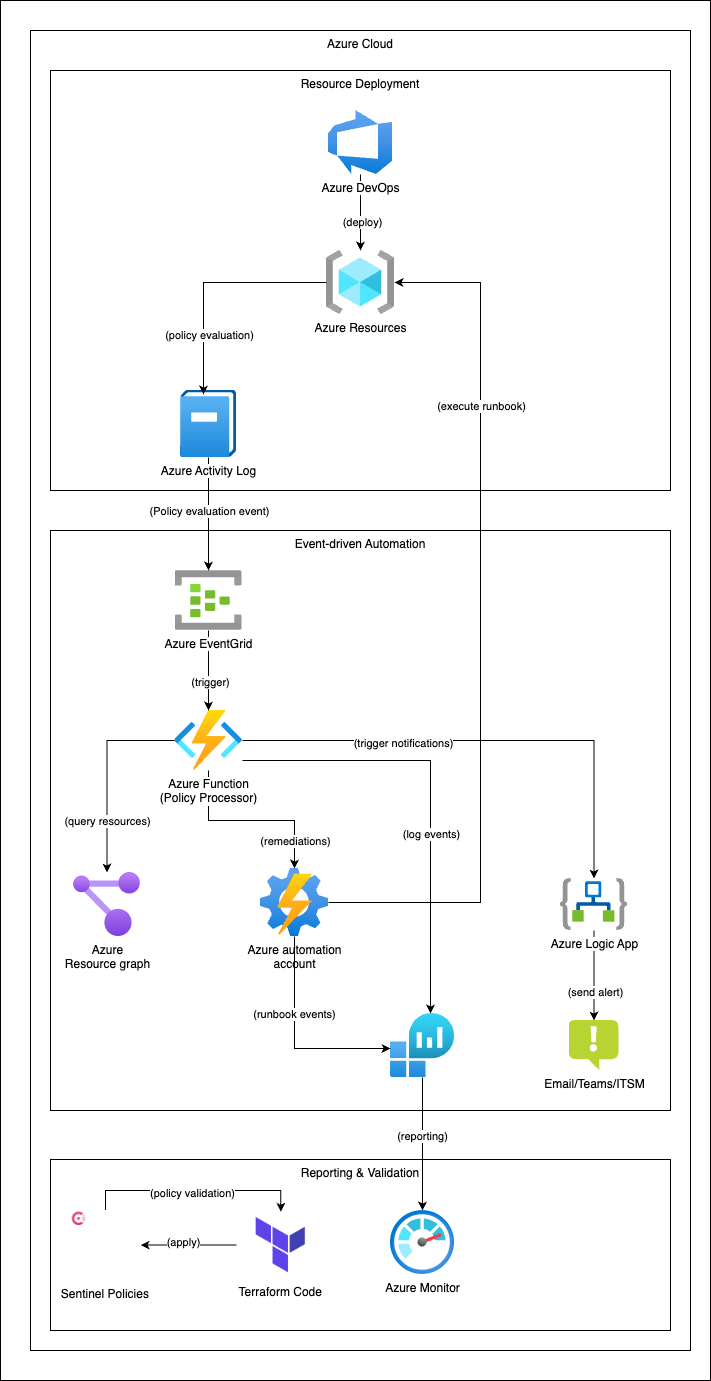 Azure Cloud
Resource Deployment
Azure DevOps
(deploy)
Azure Resources
(policy evaluation)
(execute runbook)
Azure Activity Log
(Policy evaluation event)
Event-driven Automation
Azure EventGrid
(trigger)
(trigger notifications)
Azure Function
(Policy Processor)
(query resources)
(log events)
(remediations)
Azure
Resource graph
Azure automation
account
Azure Logic App
(send alert)
(runbook events)
Email/Teams/ITSM
(reporting)
Reporting & Validation
(policy validation)
(apply)
Sentinel Policies
Terraform Code
Azure Monitor